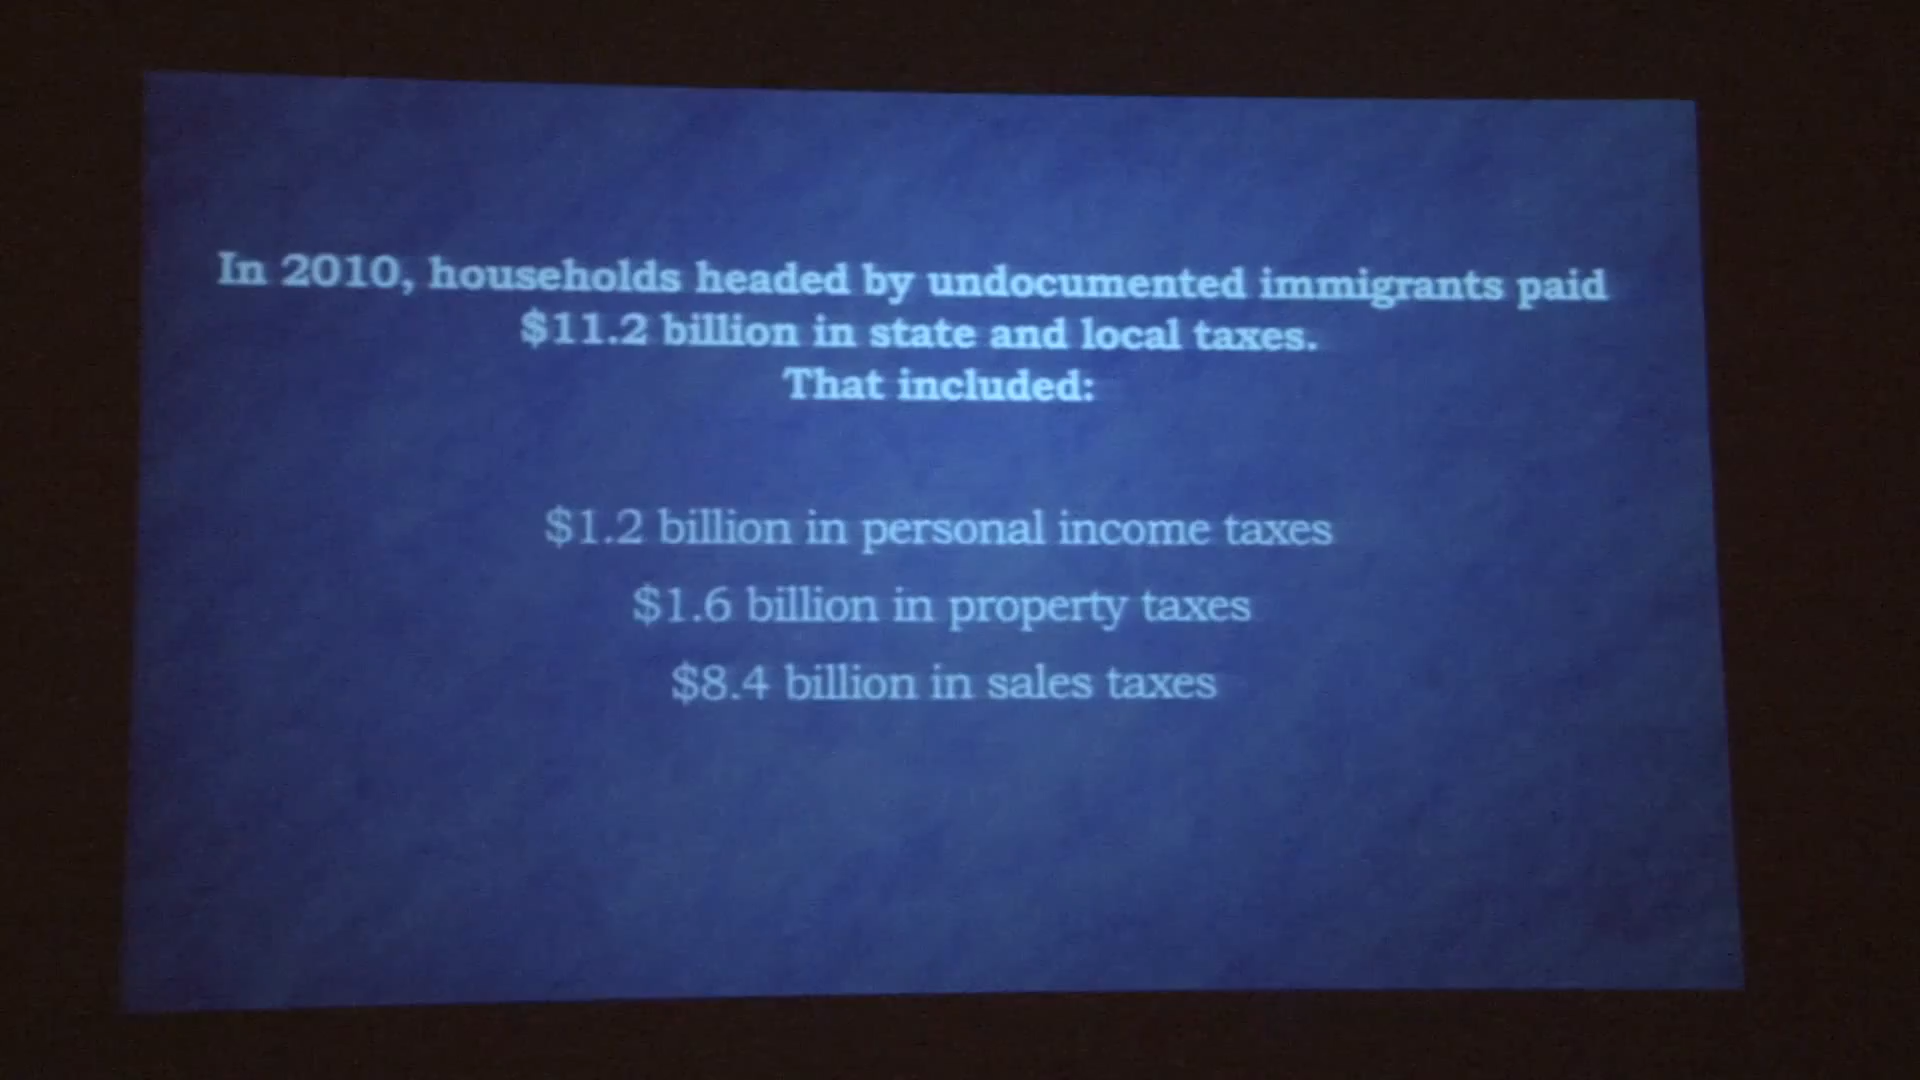 In 2010, households headed by undocumented immigrants paid
$11.2 billion in state and local taxes.
That included:
$1.2 billion in personal income taxes
$1.6 billion in property taxes
$8.4 billion in sales taxes